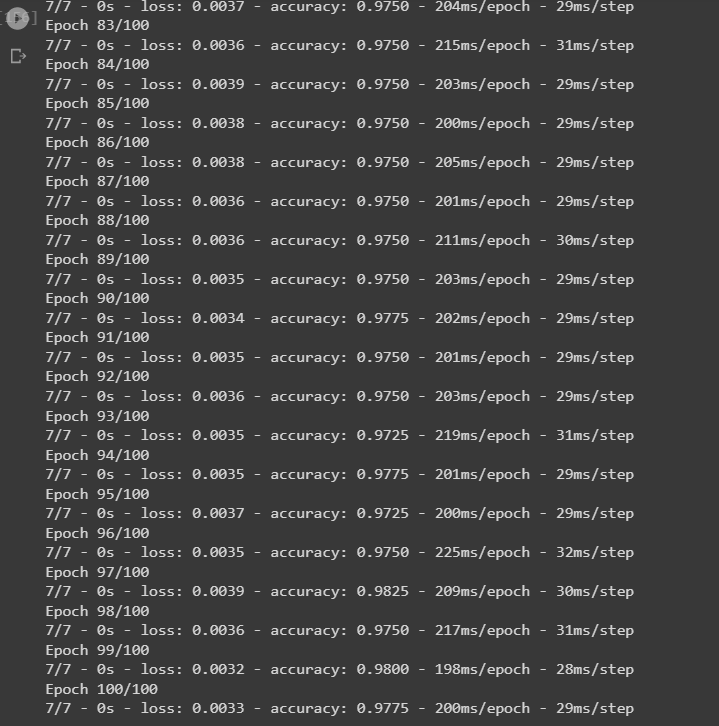 7/7 - 0s - loss: 0.0037 - accuracy: 0.9750 - 204ms/epoch - 29ms/step
Epoch 83/100
7/7 - 0s - loss: 0.0036 - accuracy: 0.9750 - 215ms/epoch - 31ms/step
Epoch 84/100
7/7 - 0s - loss: 0.0039 - accuracy: 0.9750 - 203ms/epoch - 29ms/step
Epoch 85/100
7/7 - 0s - loss: 0.0038 - accuracy: 0.9750 - 200ms/epoch - 29ms/step
Epoch 86/100
7/7 - 0s - loss: 0.0038 - accuracy: 0.9750 - 205ms/epoch - 29ms/step
Epoch 87/100
7/7 - 0s - loss: 0.0036 - accuracy: 0.9750 - 201ms/epoch - 29ms/step
Epoch 88/100
7/7 - 0s - loss: 0.0036 - accuracy: 0.9750 - 211ms/epoch - 30ms/step
Epoch 89/100
7/7 - 0s - loss: 0.0035 - accuracy: 0.9750 - 203ms/epoch - 29ms/step
Epoch 90/100
7/7 - 0s - loss: 0.0034 - accuracy: 0.9775 - 202ms/epoch - 29ms/step
Epoch 91/100
7/7 - 0s - loss: 0.0035 - accuracy: 0.9750 - 201ms/epoch - 29ms/step
Epoch 92/100
7/7 - 0s - loss: 0.0036 - accuracy: 0.9750 - 203ms/epoch - 29ms/step
Epoch 93/100
7/7 - 0s - loss: 0.0035 - accuracy: 0.9725 - 219ms/epoch - 31ms/step
Epoch 94/100
7/7 - 0s - loss: 0.0035 - accuracy: 0.9775 - 201ms/epoch - 29ms/step
Epoch 95/100
7/7 - 0s - loss: 0.0037 - accuracy: 0.9725 - 200ms/epoch - 29ms/step
Epoch 96/100
7/7 - 0s - loss: 0.0035 - accuracy: 0.9750 - 225ms/epoch - 32ms/step
Epoch 97/100
7/7 - 0s - loss: 0.0039 - accuracy: 0.9825 - 209ms/epoch - 30ms/step
Epoch 98/100
7/7 - 0s - loss: 0.0036 - accuracy: 0.9750 - 217ms/epoch - 31ms/step
Epoch 99/100
7/7 - 0s - loss: 0.0032 - accuracy: 0.9800 - 198ms/epoch - 28ms/step
Epoch 100/100
7/7 - 0s - loss: 0.0033 - accuracy: 0.9775 - 200ms/epoch - 29ms/step